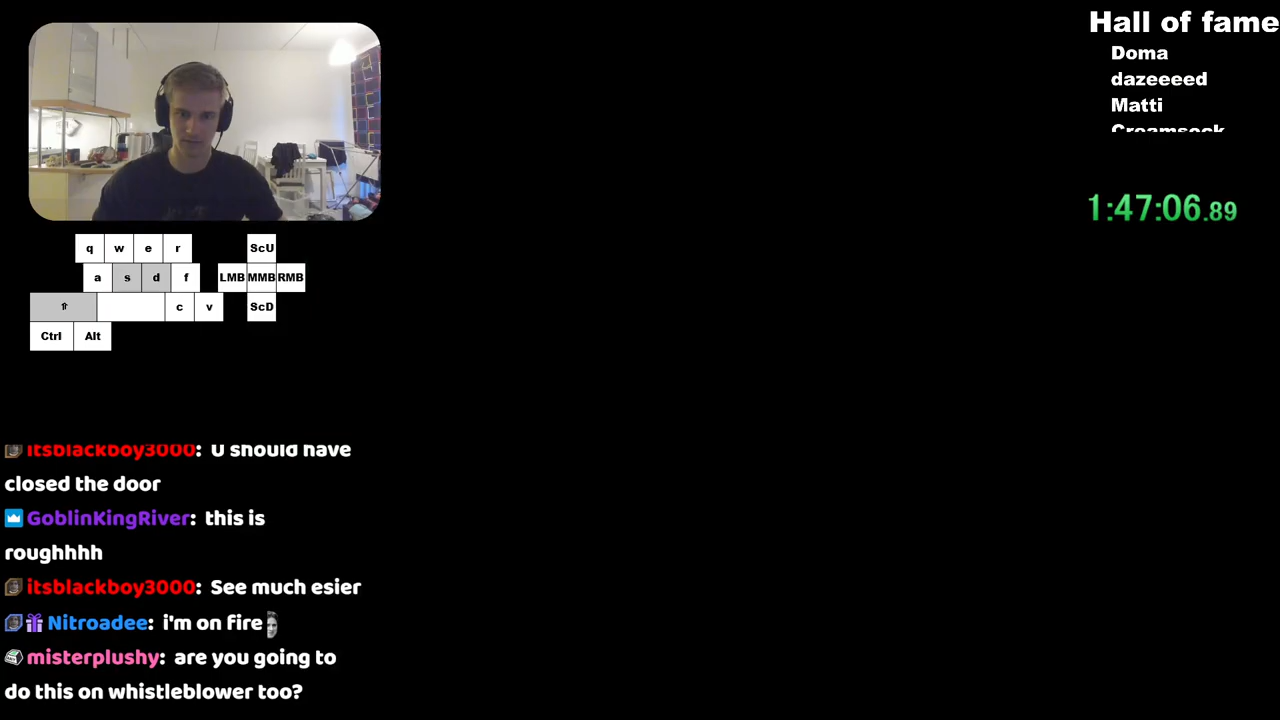 Hall of fame
Doma
dazeeeed
Matti
Creamsock
1:47:06.89
q w e r ScU
a s d f LMB MMB RMB
⇧ c v ScD
Ctrl Alt
itsblackboy3000: U should have
closed the door
GoblinKingRiver: this is
roughhhh
itsblackboy3000: See much esier
Nitroadee: i'm on fire
misterplushy: are you going to
do this on whistleblower too?